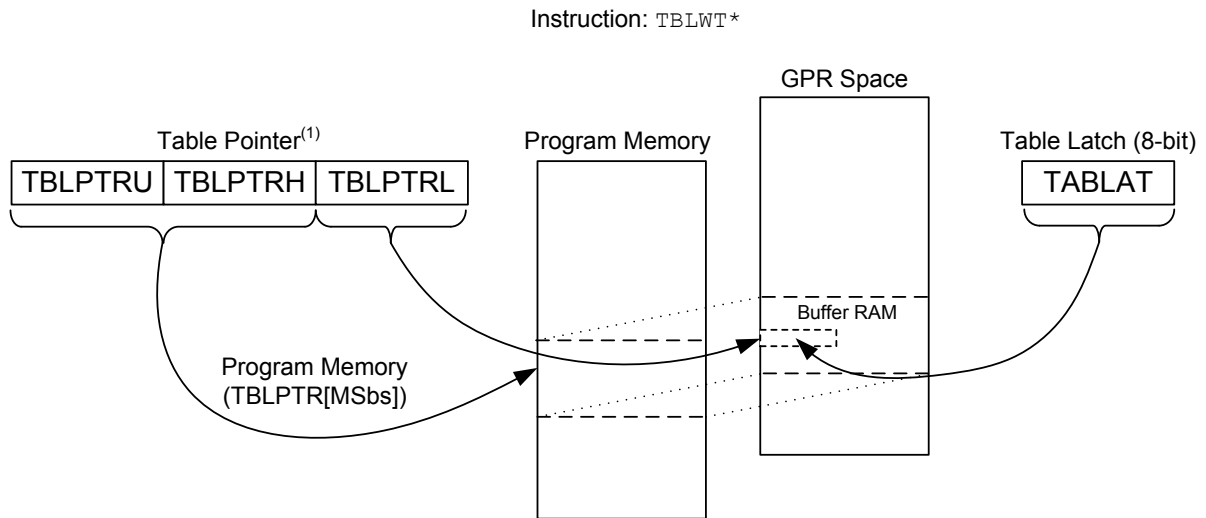 Instruction: TBLWT*
GPR Space
Table Pointer(1)
Program Memory
Table Latch (8-bit)
TBLPTRU TBLPTRH TBLPTRL
TABLAT
Buffer RAM
Program Memory
(TBLPTR[MSbs])